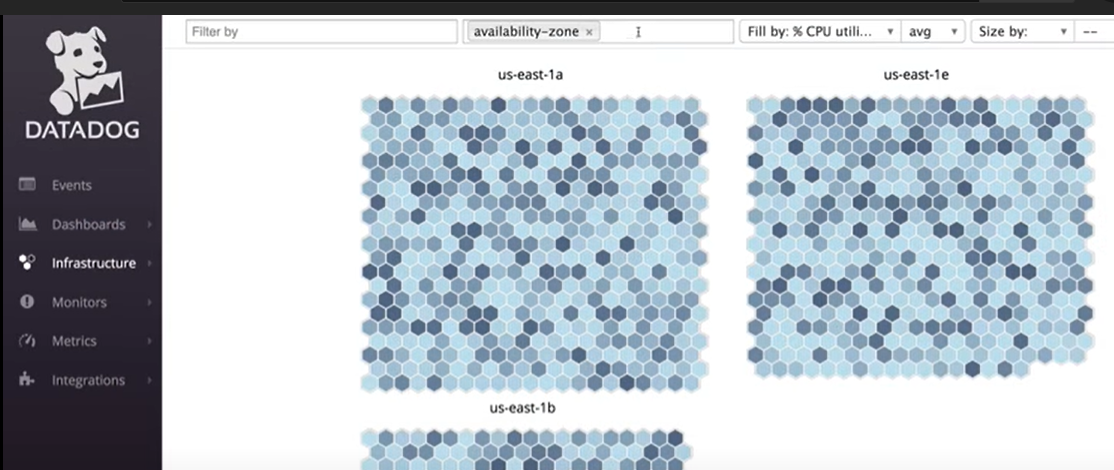 Filter by
availability-zone ×
Fill by: % CPU utili... ▼
avg ▼
Size by: ▼
--
DATADOG
Events
Dashboards
Infrastructure
Monitors
Metrics
Integrations
us-east-1a
us-east-1e
us-east-1b